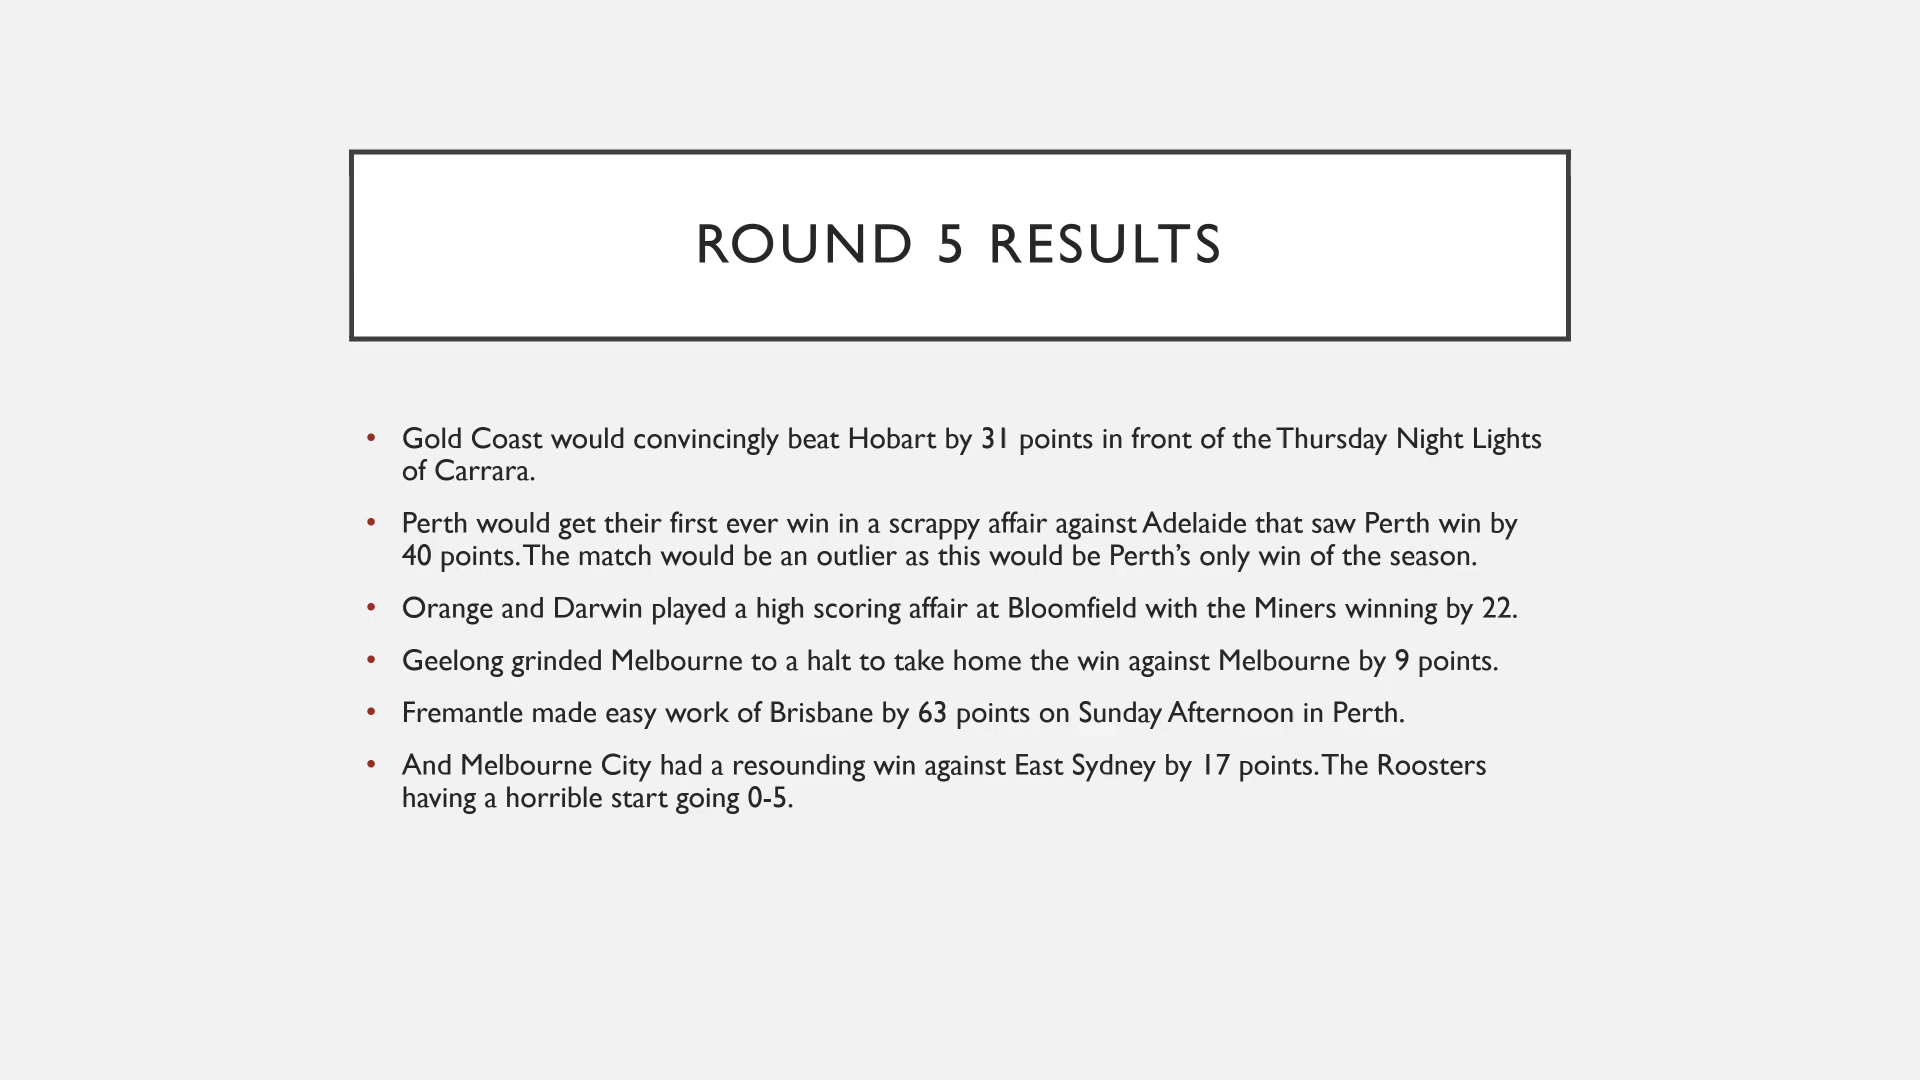 ROUND 5 RESULTS
• Gold Coast would convincingly beat Hobart by 31 points in front of the Thursday Night Lights
of Carrara.
• Perth would get their first ever win in a scrappy affair against Adelaide that saw Perth win by
40 points. The match would be an outlier as this would be Perth’s only win of the season.
• Orange and Darwin played a high scoring affair at Bloomfield with the Miners winning by 22.
• Geelong grinded Melbourne to a halt to take home the win against Melbourne by 9 points.
• Fremantle made easy work of Brisbane by 63 points on Sunday Afternoon in Perth.
• And Melbourne City had a resounding win against East Sydney by 17 points. The Roosters
having a horrible start going 0-5.